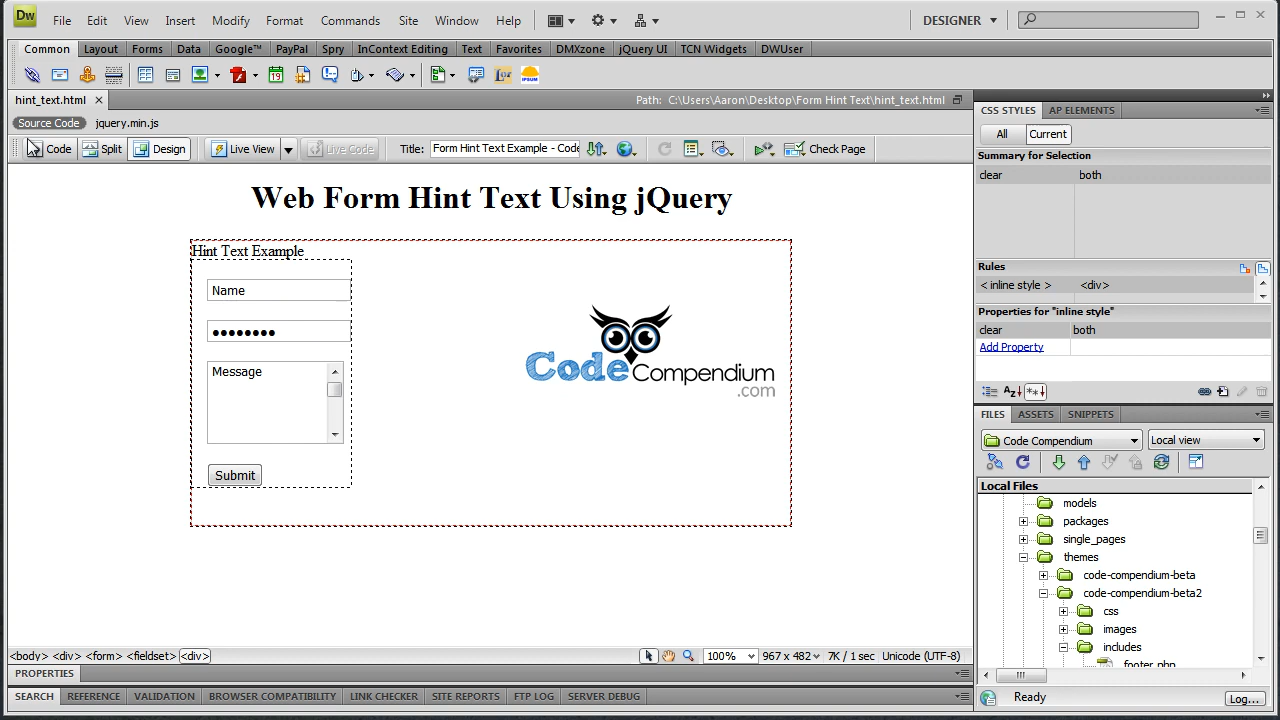 Dw File Edit View Insert Modify Format Commands Site Window Help DESIGNER
Common Layout Forms Data Google™ PayPal Spry InContext Editing Text Favorites DMXzone jQuery UI TCN Widgets DWUser
hint_text.html Path: C:\Users\Aaron\Desktop\Form Hint Text\hint_text.html
Source Code jquery.min.js
Code Split Design Live View Live Code Title: Form Hint Text Example - Code Check Page
Web Form Hint Text Using jQuery
Hint Text Example
Name
●●●●●●●●
Message
Submit
Code Compendium
.com
<body> <div> <form> <fieldset> <div> 100% 967 x 482 7K / 1 sec Unicode (UTF-8)
PROPERTIES
SEARCH REFERENCE VALIDATION BROWSER COMPATIBILITY LINK CHECKER SITE REPORTS FTP LOG SERVER DEBUG
CSS STYLES AP ELEMENTS
All Current
Summary for Selection
clear both
Rules
< inline style > <div>
Properties for "inline style"
clear both
Add Property
FILES ASSETS SNIPPETS
Code Compendium Local view
Local Files
models
packages
single_pages
themes
code-compendium-beta
code-compendium-beta2
css
images
includes
footer.php
Ready Log...